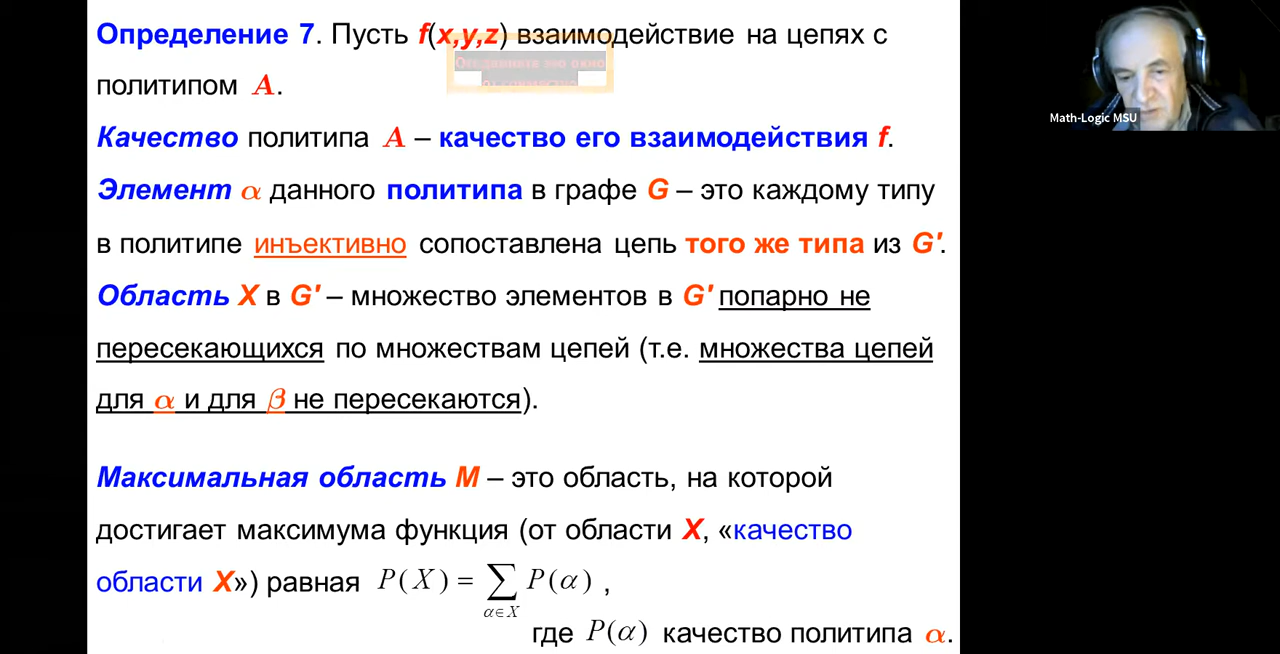 Определение 7. Пусть f(x,y,z) взаимодействие на цепях с
политипом A.
Качество политипа A – качество его взаимодействия f.
Элемент α данного политипа в графе G – это каждому типу
в политипе инъективно сопоставлена цепь того же типа из G'.
Область X в G' – множество элементов в G' попарно не
пересекающихся по множествам цепей (т.е. множества цепей
для α и для β не пересекаются).
Максимальная область M – это область, на которой
достигает максимума функция (от области X, «качество
области X») равная P(X) = ∑ P(α) ,
α∈X
где P(α) качество политипа α.
Math-Logic MSU